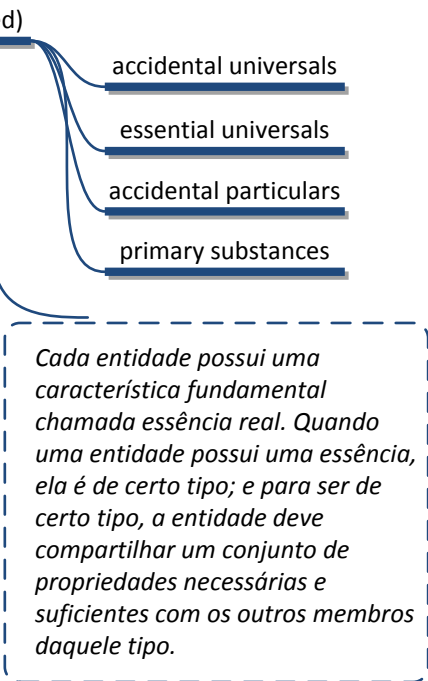 accidental universals
essential universals
accidental particulars
primary substances
Cada entidade possui uma
característica fundamental
chamada essência real. Quando
uma entidade possui uma essência,
ela é de certo tipo; e para ser de
certo tipo, a entidade deve
compartilhar um conjunto de
propriedades necessárias e
suficientes com os outros membros
daquele tipo.